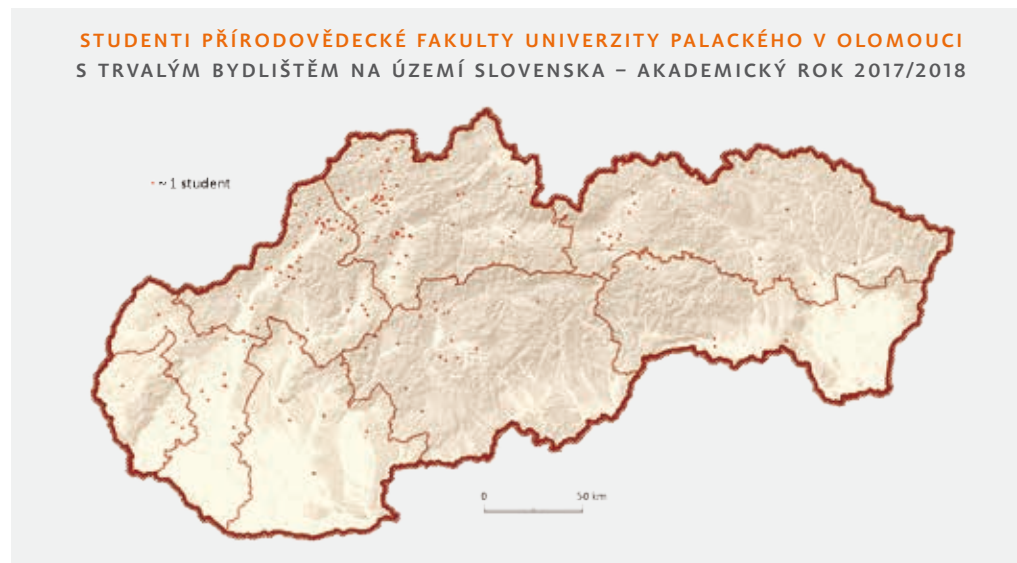 STUDENTI PŘÍRODOVĚDECKÉ FAKULTY UNIVERZITY PALACKÉHO V OLOMOUCI
S TRVALÝM BYDLIŠTĚM NA ÚZEMÍ SLOVENSKA – AKADEMICKÝ ROK 2017/2018
~ 1 student
0 50 km